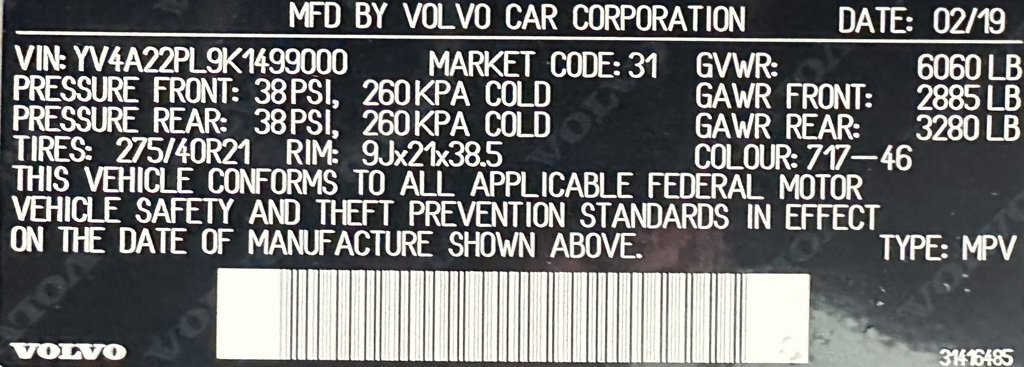 MFD BY VOLVO CAR CORPORATION DATE: 02/19
VIN: YV4A22PL9K1499000 MARKET CODE: 31 GVWR: 6060 LB
PRESSURE FRONT: 38 PSI, 260 KPA COLD GAWR FRONT: 2885 LB
PRESSURE REAR: 38 PSI, 260 KPA COLD GAWR REAR: 3280 LB
TIRES: 275/40R21 RIM: 9Jx21x38.5 COLOUR: 717-46
THIS VEHICLE CONFORMS TO ALL APPLICABLE FEDERAL MOTOR
VEHICLE SAFETY AND THEFT PREVENTION STANDARDS IN EFFECT
ON THE DATE OF MANUFACTURE SHOWN ABOVE. TYPE: MPV
VOLVO 31416485